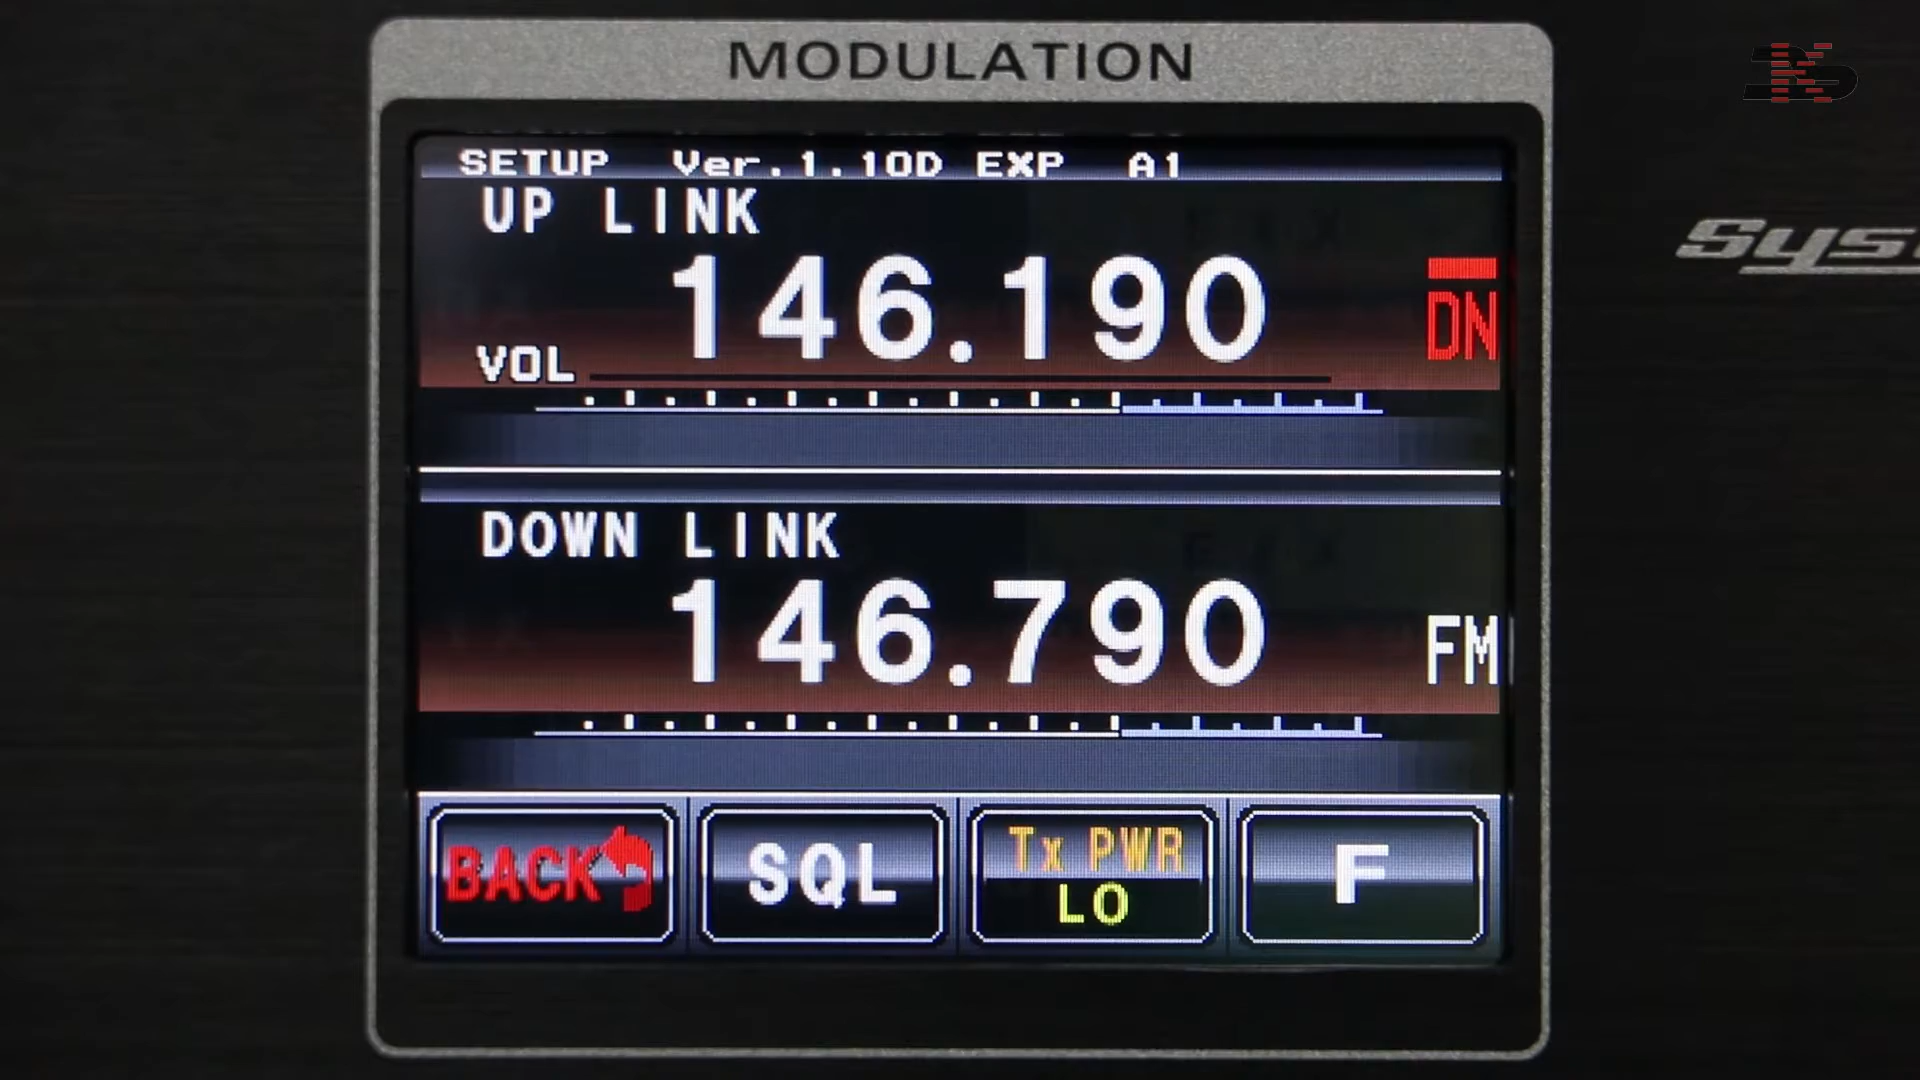 MODULATION
SETUP Ver.1.10D EXP A1
UP LINK
146.190
DN
VOL
DOWN LINK
146.790
FM
BACK
SQL
Tx PWR
LO
F
Sys